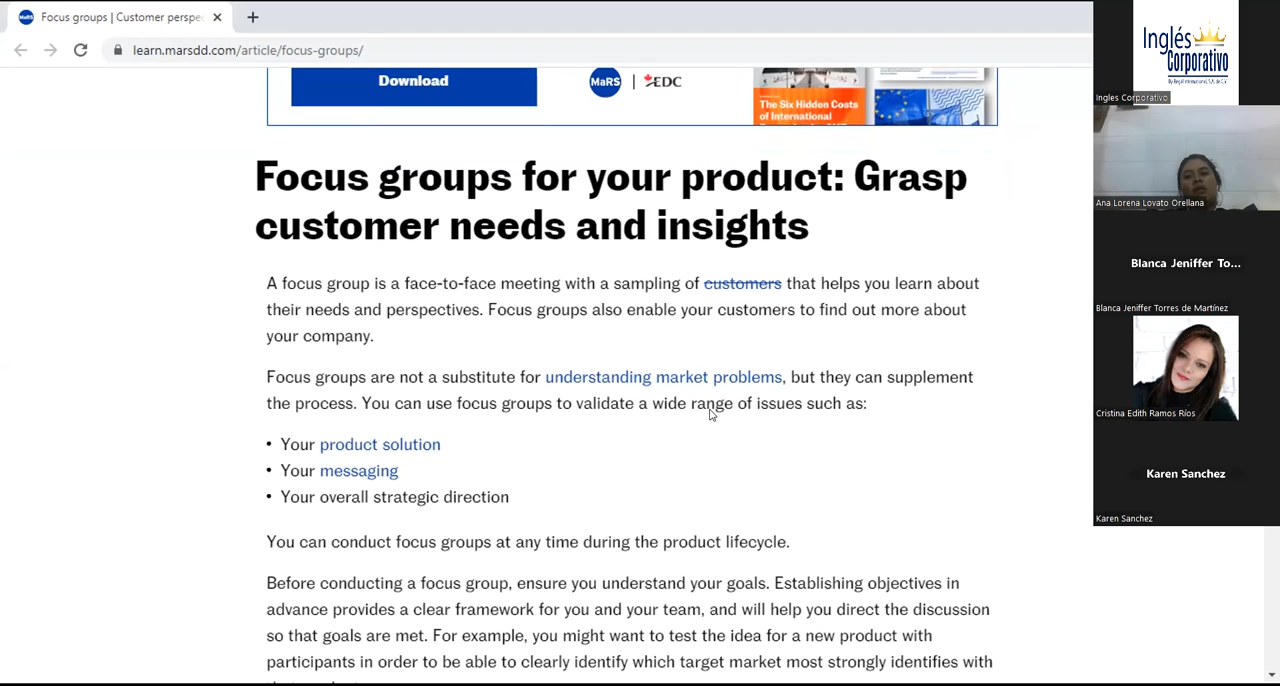 Focus groups | Customer perspec
learn.marsdd.com/article/focus-groups/
Download
MaRS | EDC
The Six Hidden Costs
of International
Focus groups for your product: Grasp
customer needs and insights
A focus group is a face-to-face meeting with a sampling of customers that helps you learn about
their needs and perspectives. Focus groups also enable your customers to find out more about
your company.
Focus groups are not a substitute for understanding market problems, but they can supplement
the process. You can use focus groups to validate a wide range of issues such as:
• Your product solution
• Your messaging
• Your overall strategic direction
You can conduct focus groups at any time during the product lifecycle.
Before conducting a focus group, ensure you understand your goals. Establishing objectives in
advance provides a clear framework for you and your team, and will help you direct the discussion
so that goals are met. For example, you might want to test the idea for a new product with
participants in order to be able to clearly identify which target market most strongly identifies with
Inglés
Corporativo
Ingles Corporativo
Ana Lorena Lovato Orellana
Blanca Jeniffer To...
Blanca Jeniffer Torres de Martínez
Cristina Edith Ramos Ríos
Karen Sanchez
Karen Sanchez